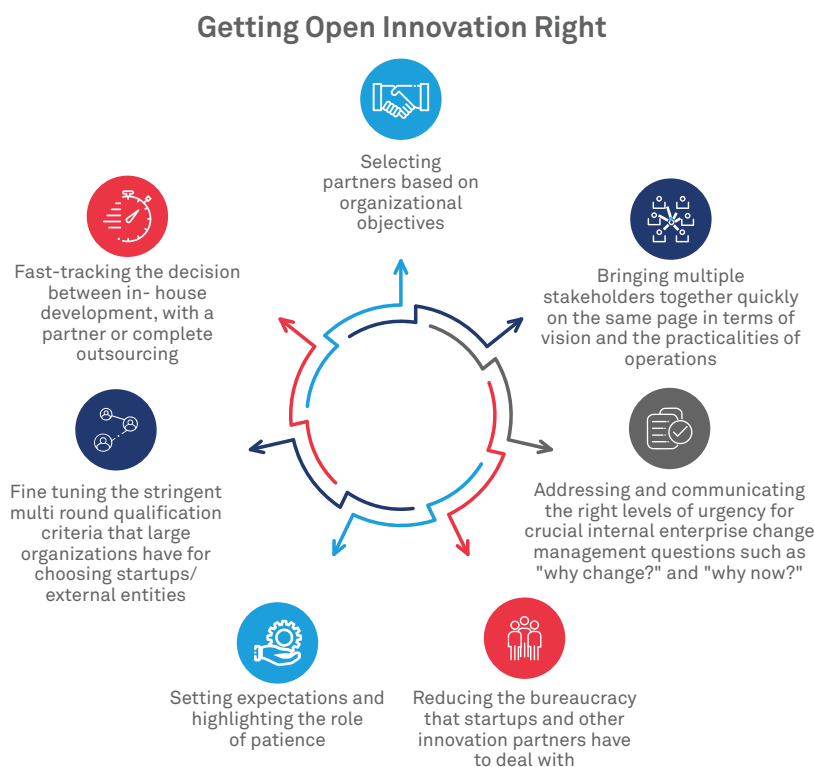 Getting Open Innovation Right
Selecting
partners based on
organizational
objectives
Bringing multiple
stakeholders together quickly
on the same page in terms of
vision and the practicalities of
operations
Addressing and communicating
the right levels of urgency for
crucial internal enterprise change
management questions such as
"why change?" and "why now?"
Reducing the bureaucracy
that startups and other
innovation partners have
to deal with
Setting expectations and
highlighting the role
of patience
Fine tuning the stringent
multi round qualification
criteria that large
organizations have for
choosing startups/
external entities
Fast-tracking the decision
between in- house
development, with a
partner or complete
outsourcing